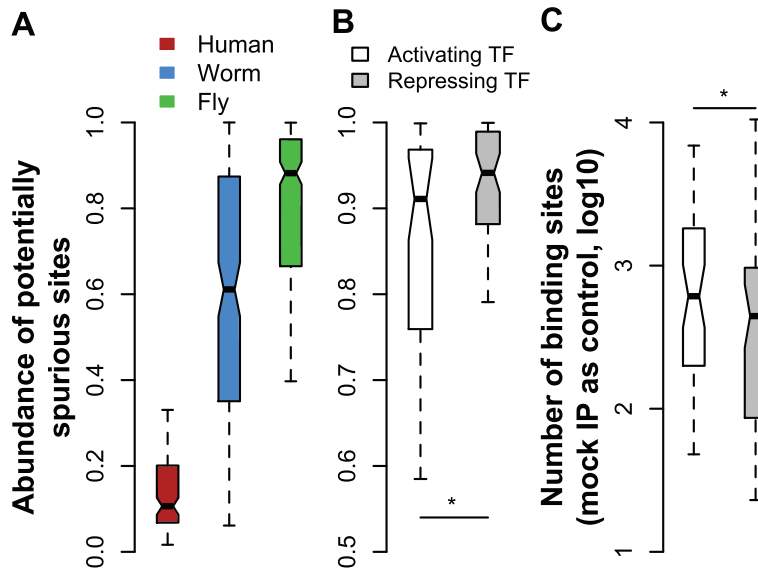 A
Human
Worm
Fly
Abundance of potentially
spurious sites
1.0
0.8
0.6
0.4
0.2
0.0
B
Activating TF
Repressing TF
1.0
0.9
0.8
0.7
0.6
0.5
*
C
Number of binding sites
(mock IP as control, log10)
*
4
3
2
1